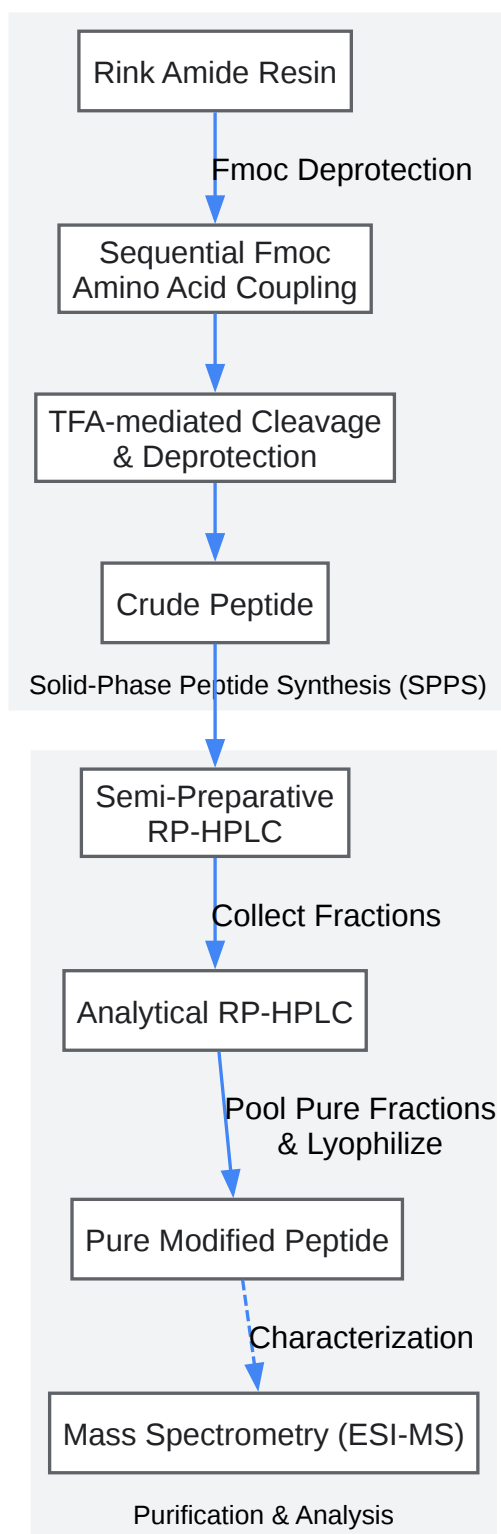 Rink Amide Resin
Fmoc Deprotection
Sequential Fmoc
Amino Acid Coupling
TFA-mediated Cleavage
& Deprotection
Crude Peptide
Solid-Phase Peptide Synthesis (SPPS)
Semi-Preparative
RP-HPLC
Collect Fractions
Analytical RP-HPLC
Pool Pure Fractions
& Lyophilize
Pure Modified Peptide
Characterization
Mass Spectrometry (ESI-MS)
Purification & Analysis